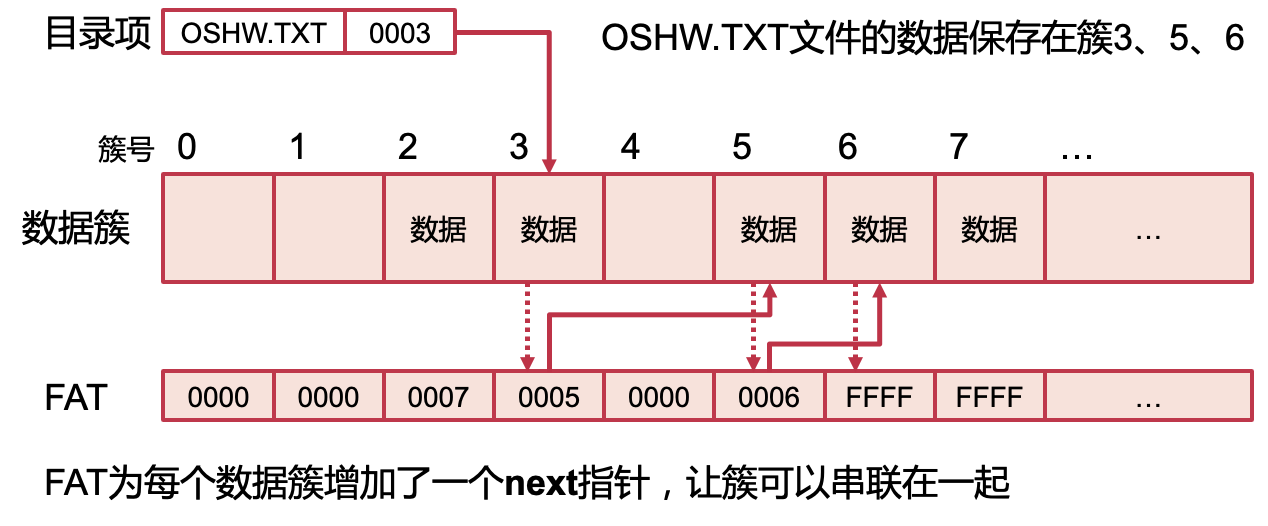 目录项 OSHW.TXT 0003 OSHW.TXT文件的数据保存在簇3、5、6
簇号 0 1 2 3 4 5 6 7 …
数据簇 数据 数据 数据 数据 数据 …
FAT 0000 0000 0007 0005 0000 0006 FFFF FFFF …
FAT为每个数据簇增加了一个next指针，让簇可以串联在一起